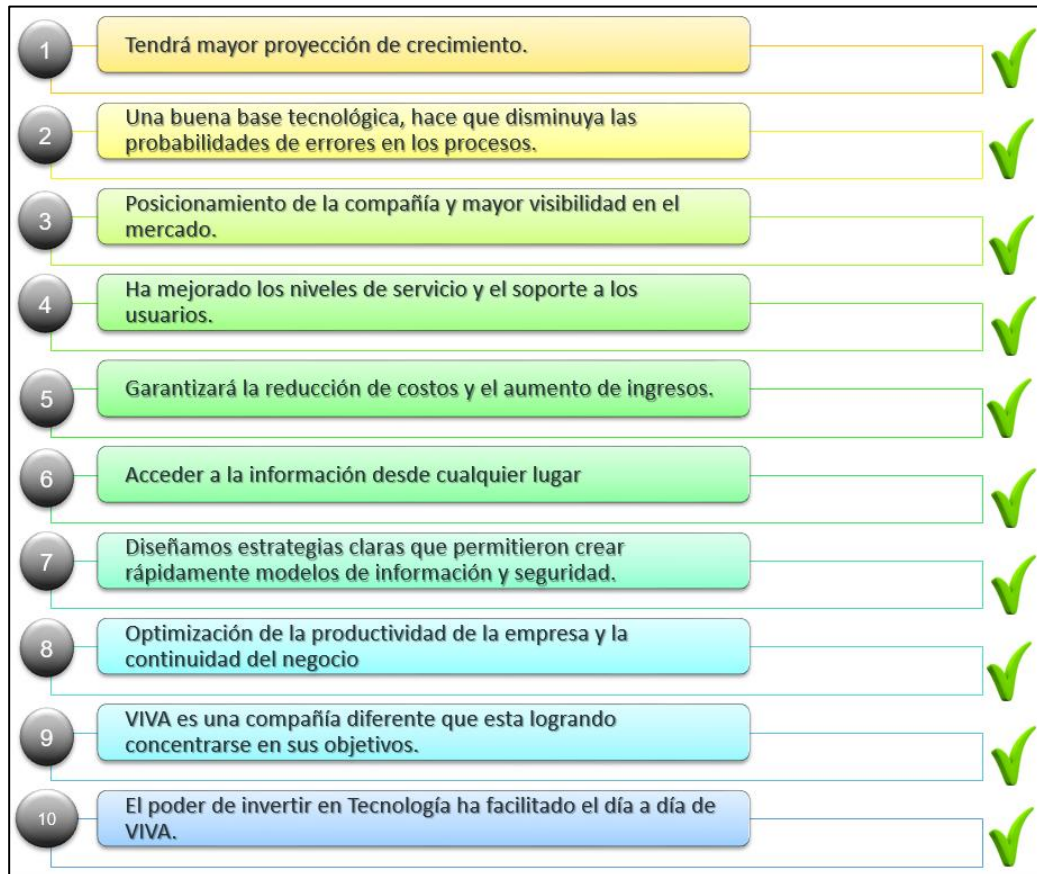 1
Tendrá mayor proyección de crecimiento.
2
Una buena base tecnológica, hace que disminuya las
probabilidades de errores en los procesos.
3
Posicionamiento de la compañía y mayor visibilidad en el
mercado.
4
Ha mejorado los niveles de servicio y el soporte a los
usuarios.
5
Garantizará la reducción de costos y el aumento de ingresos.
6
Acceder a la información desde cualquier lugar
7
Diseñamos estrategias claras que permitieron crear
rápidamente modelos de información y seguridad.
8
Optimización de la productividad de la empresa y la
continuidad del negocio
9
VIVA es una compañía diferente que esta logrando
concentrarse en sus objetivos.
10
El poder de invertir en Tecnología ha facilitado el día a día de
VIVA.